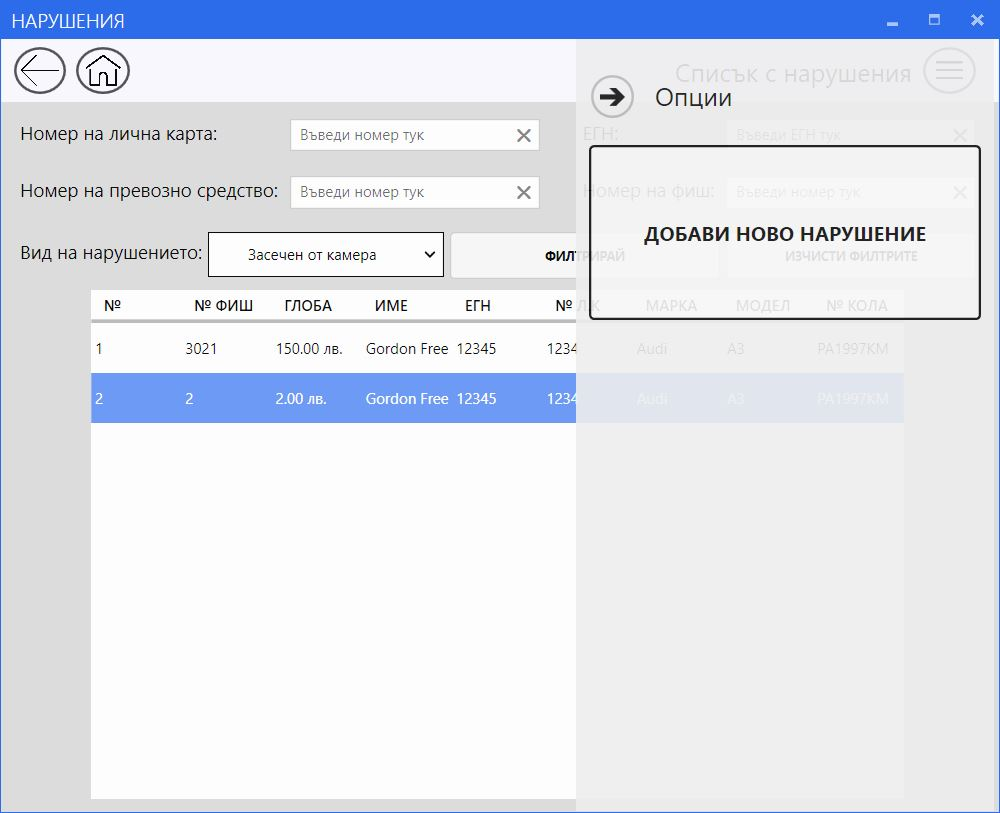 НАРУШЕНИЯ
Списък с нарушения
Опции
Номер на лична карта: Въведи номер тук ЕГН: Въведи ЕГН тук
Номер на превозно средство: Въведи номер тук Номер на фиш: Въведи номер тук
ДОБАВИ НОВО НАРУШЕНИЕ
Вид на нарушението: Засечен от камера ФИЛТРИРАЙ ИЗЧИСТИ ФИЛТРИТЕ
№ № ФИШ ГЛОБА ИМЕ ЕГН № Л.К МАРКА МОДЕЛ № КОЛА
1 3021 150.00 лв. Gordon Free 12345 1234 Audi A3 PA1997KM
2 2 2.00 лв. Gordon Free 12345 1234 Audi A3 PA1997KM